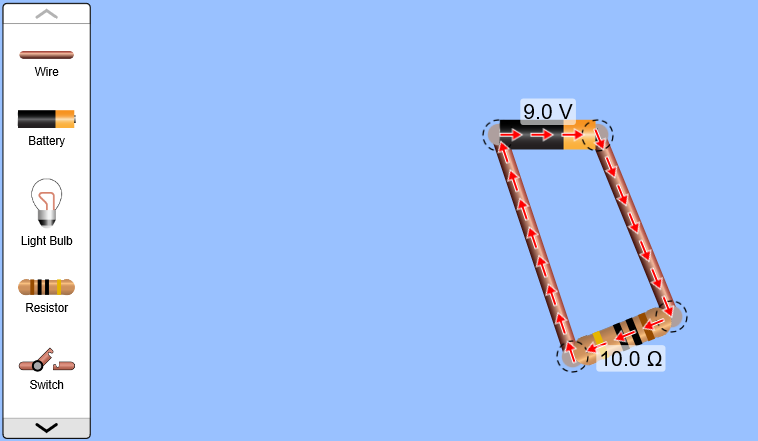 Wire
Battery
Light Bulb
Resistor
Switch
9.0 V
10.0 Ω